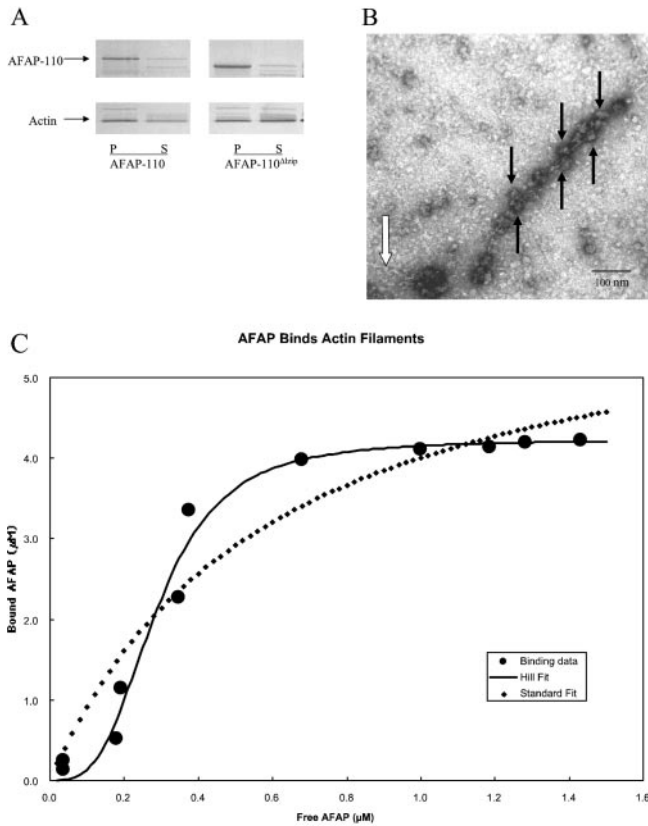 A
AFAP-110
Actin
P S
AFAP-110
P S
AFAP-110Δlzip
B
100 nm
C
AFAP Binds Actin Filaments
Bound AFAP (μM)
5.0
4.0
3.0
2.0
1.0
0.0
0.0 0.2 0.4 0.6 0.8 1.0 1.2 1.4 1.6
Free AFAP (μM)
Binding data
Hill Fit
Standard Fit